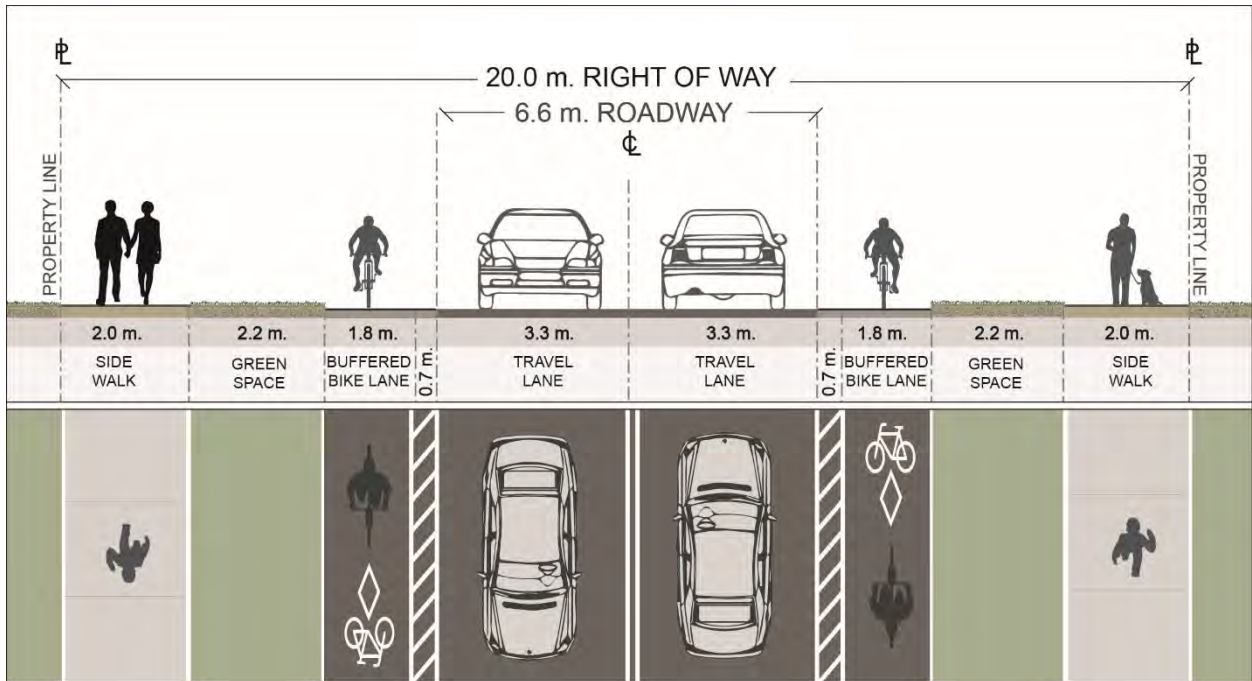 ℄ ℄
20.0 m. RIGHT OF WAY
6.6 m. ROADWAY
℄
PROPERTY LINE
PROPERTY LINE
2.0 m. 2.2 m. 1.8 m. 3.3 m. 3.3 m. 1.8 m. 2.2 m. 2.0 m.
SIDE WALK
GREEN SPACE
BUFFERED BIKE LANE
0.7 m.
TRAVEL LANE
TRAVEL LANE
0.7 m.
BUFFERED BIKE LANE
GREEN SPACE
SIDE WALK